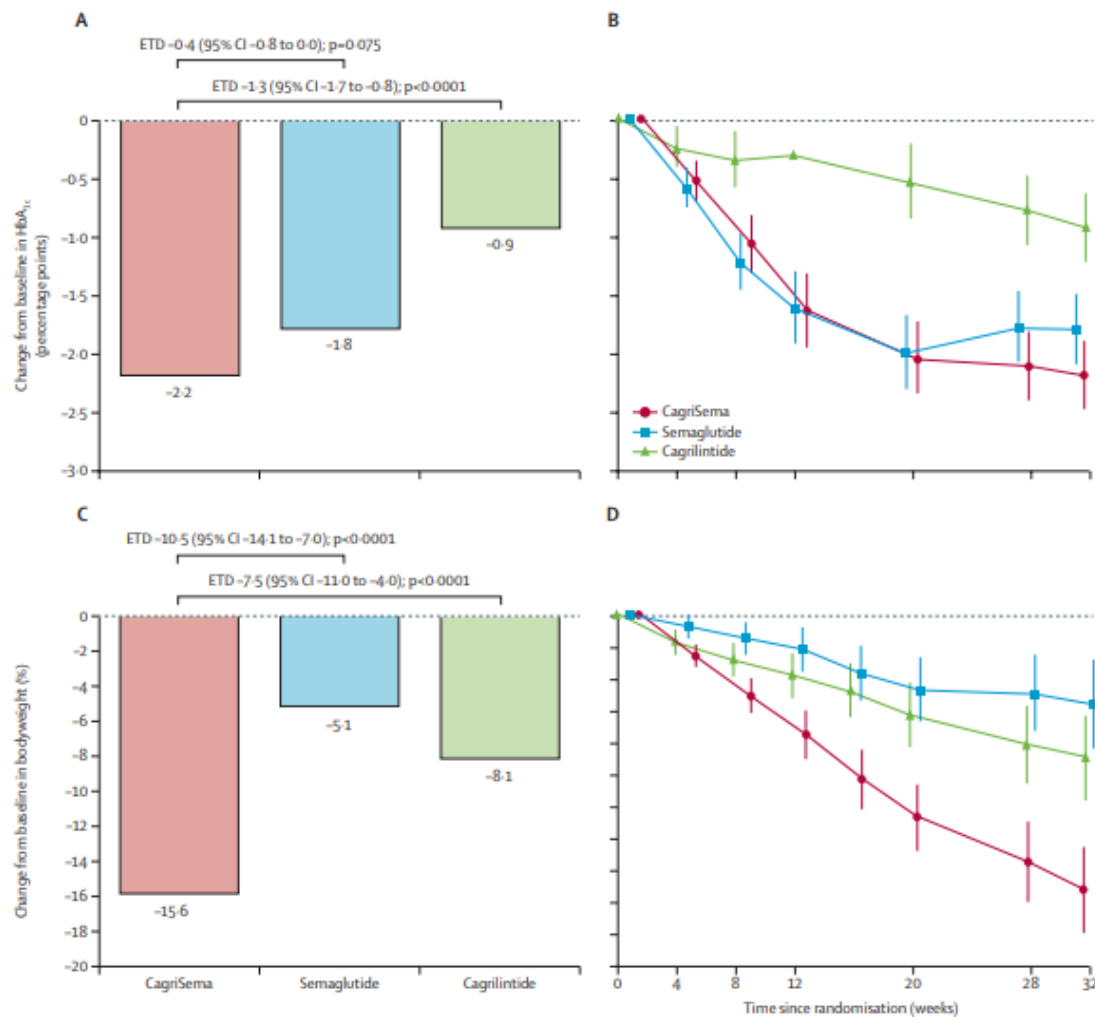 A
ETD –0·4 (95% CI –0·8 to 0·0); p=0·075
ETD –1·3 (95% CI –1·7 to –0·8); p<0·0001
Change from baseline in HbA1c
(percentage points)
0
–0·5
–1·0
–1·5
–2·0
–2·5
–3·0
–2·2
–1·8
–0·9
B
CagriSema
Semaglutide
Cagrilintide
C
ETD –10·5 (95% CI –14·1 to –7·0); p<0·0001
ETD –7·5 (95% CI –11·0 to –4·0); p<0·0001
Change from baseline in bodyweight (%)
0
–2
–4
–6
–8
–10
–12
–14
–16
–18
–20
–15·6
–5·1
–8·1
CagriSema
Semaglutide
Cagrilintide
D
0
4
8
12
20
28
32
Time since randomisation (weeks)